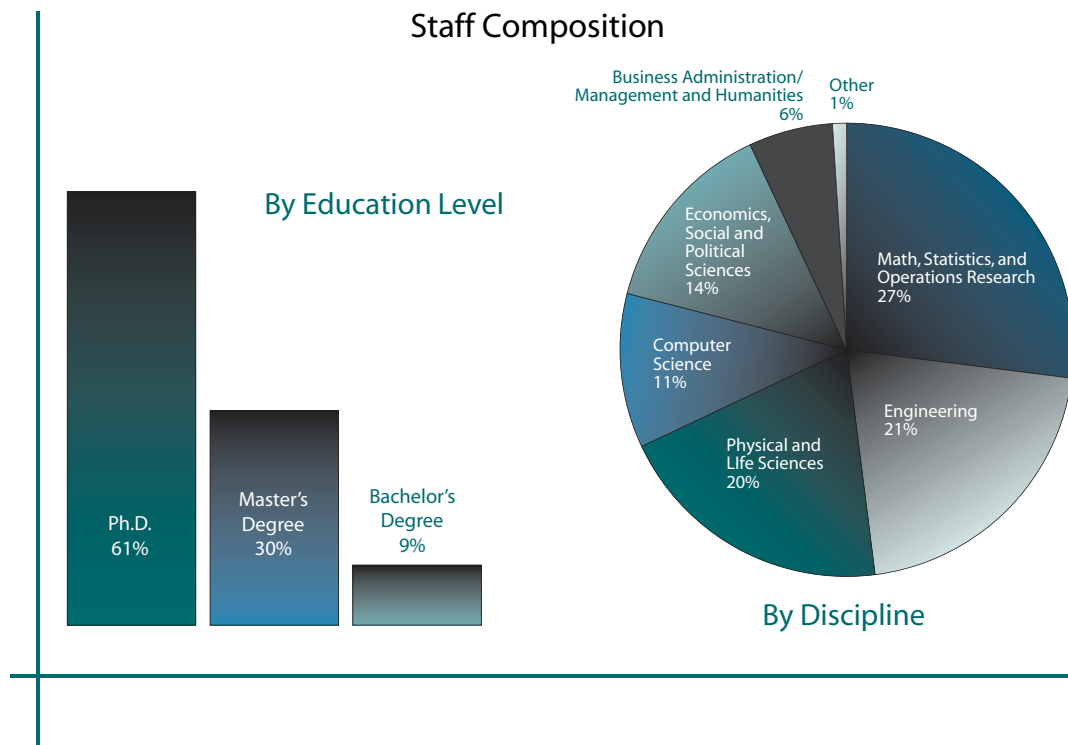 Staff Composition
By Education Level
Ph.D.
61%
Master’s
Degree
30%
Bachelor’s
Degree
9%
Business Administration/
Management and Humanities
6%
Other
1%
Math, Statistics, and
Operations Research
27%
Engineering
21%
Physical and
LIfe Sciences
20%
Computer
Science
11%
Economics,
Social and
Political
Sciences
14%
By Discipline